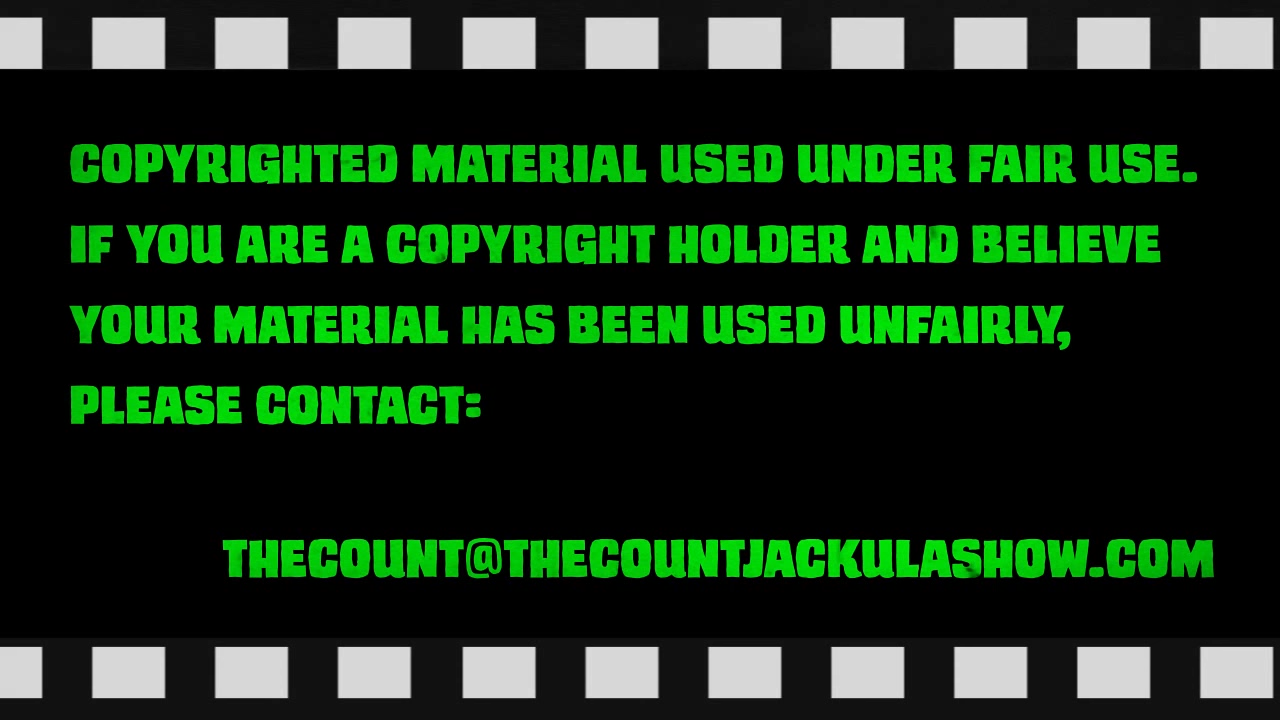 COPYRIGHTED MATERIAL USED UNDER FAIR USE.
IF YOU ARE A COPYRIGHT HOLDER AND BELIEVE
YOUR MATERIAL HAS BEEN USED UNFAIRLY,
PLEASE CONTACT:
THECOUNT@THECOUNTJACKULASHOW.COM